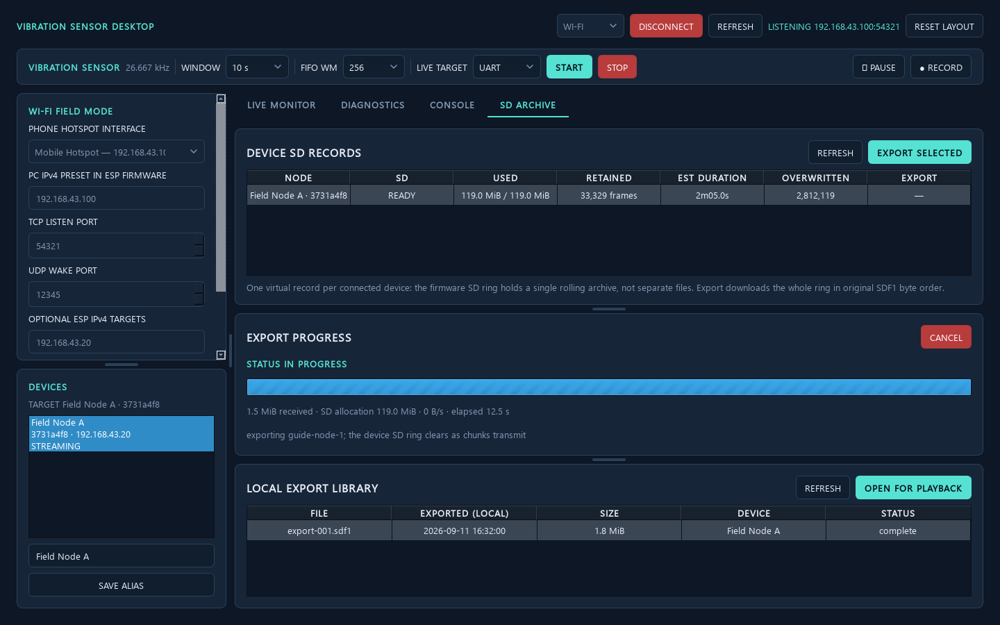 VIBRATION SENSOR DESKTOP
WI-FI
DISCONNECT
REFRESH
LISTENING 192.168.43.100:54321
RESET LAYOUT
VIBRATION SENSOR 26.667 kHz
WINDOW
10 s
FIFO WM
256
LIVE TARGET
UART
START
STOP
PAUSE
● RECORD
WI-FI FIELD MODE
PHONE HOTSPOT INTERFACE
Mobile Hotspot — 192.168.43.1(
PC IPv4 PRESET IN ESP FIRMWARE
192.168.43.100
TCP LISTEN PORT
54321
UDP WAKE PORT
12345
OPTIONAL ESP IPv4 TARGETS
192.168.43.20
DEVICES
TARGET Field Node A · 3731a4f8
Field Node A
3731a4f8 · 192.168.43.20
STREAMING
Field Node A
SAVE ALIAS
LIVE MONITOR
DIAGNOSTICS
CONSOLE
SD ARCHIVE
DEVICE SD RECORDS
REFRESH
EXPORT SELECTED
NODE SD USED RETAINED EST DURATION OVERWRITTEN EXPORT
Field Node A · 3731a4f8 READY 119.0 MiB / 119.0 MiB 33,329 frames 2m05.0s 2,812,119 —
One virtual record per connected device: the firmware SD ring holds a single rolling archive, not separate files. Export downloads the whole ring in original SDF1 byte order.
EXPORT PROGRESS
CANCEL
STATUS IN PROGRESS
1.5 MiB received · SD allocation 119.0 MiB · 0 B/s · elapsed 12.5 s
exporting guide-node-1; the device SD ring clears as chunks transmit
LOCAL EXPORT LIBRARY
REFRESH
OPEN FOR PLAYBACK
FILE EXPORTED (LOCAL) SIZE DEVICE STATUS
export-001.sdf1 2026-09-11 16:32:00 1.8 MiB Field Node A complete